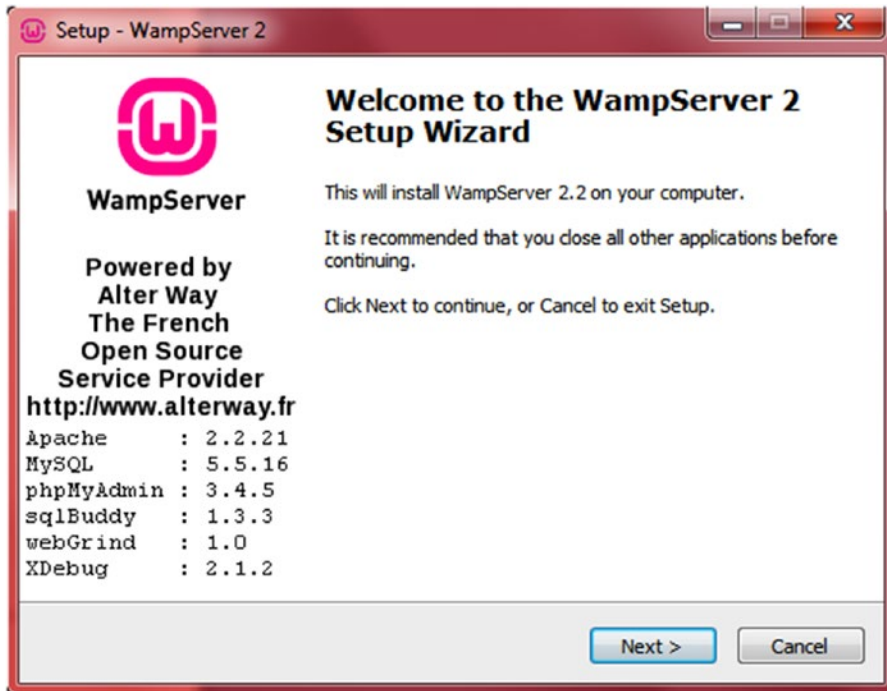 Setup - WampServer 2
WampServer
Powered by
Alter Way
The French
Open Source
Service Provider
http://www.alterway.fr
Apache : 2.2.21
MySQL : 5.5.16
phpMyAdmin : 3.4.5
sqlBuddy : 1.3.3
webGrind : 1.0
XDebug : 2.1.2
Welcome to the WampServer 2
Setup Wizard
This will install WampServer 2.2 on your computer.
It is recommended that you close all other applications before
continuing.
Click Next to continue, or Cancel to exit Setup.
Next >
Cancel